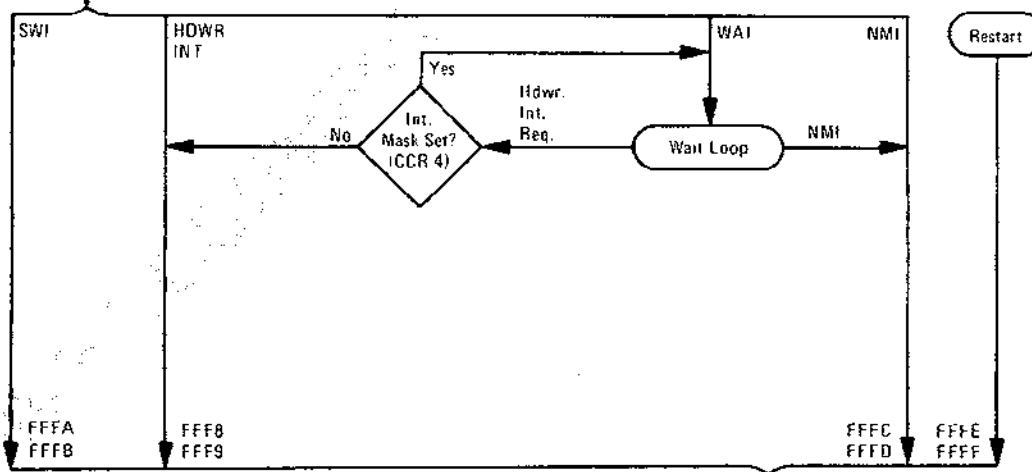 SWI
HDWR
INT
WAI
NMI
Restart
Yes
Hdwr.
Int.
Req.
Int.
Mask Set?
(CCR 4)
No
Wait Loop
NMI
FFFA
FFFB
FFF8
FFF9
FFFC
FFFD
FFFE
FFFF